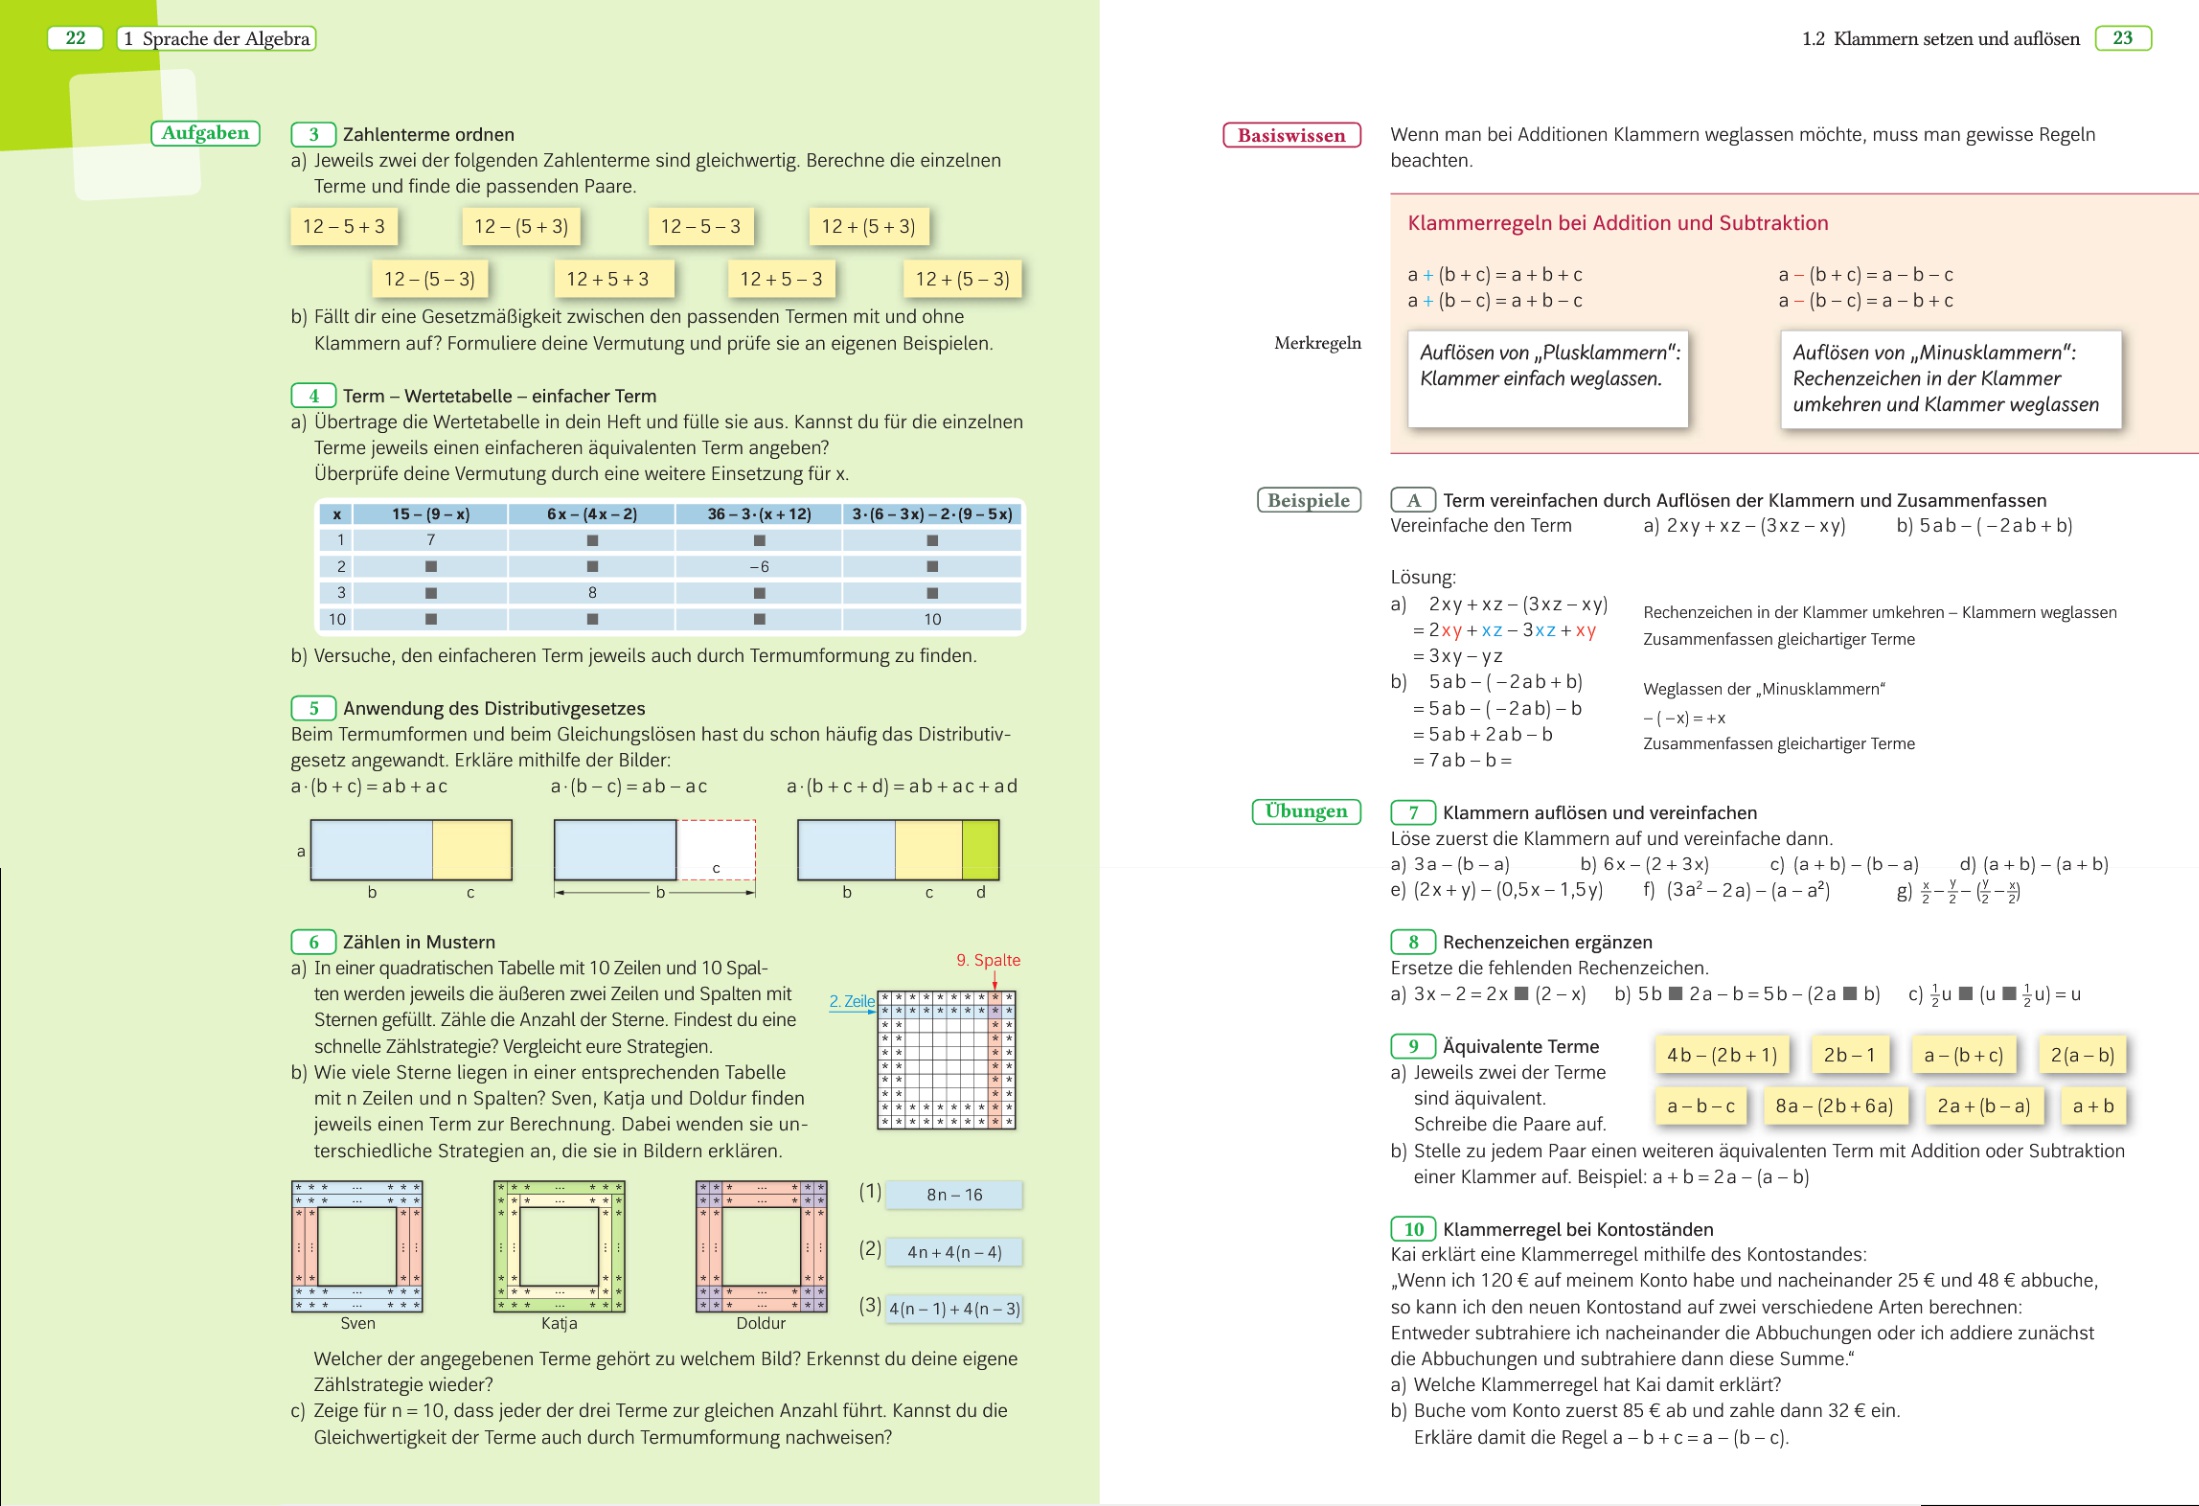 22 1 Sprache der Algebra
Aufgaben
3 Zahlenterme ordnen
a) Jeweils zwei der folgenden Zahlenterme sind gleichwertig. Berechne die einzelnen
Terme und finde die passenden Paare.
12 – 5 + 3 12 – (5 + 3) 12 – 5 – 3 12 + (5 + 3)
12 – (5 – 3) 12 + 5 + 3 12 + 5 – 3 12 + (5 – 3)
b) Fällt dir eine Gesetzmäßigkeit zwischen den passenden Termen mit und ohne
Klammern auf? Formuliere deine Vermutung und prüfe sie an eigenen Beispielen.
4 Term – Wertetabelle – einfacher Term
a) Übertrage die Wertetabelle in dein Heft und fülle sie aus. Kannst du für die einzelnen
Terme jeweils einen einfacheren äquivalenten Term angeben?
Überprüfe deine Vermutung durch eine weitere Einsetzung für x.
x 15 – (9 – x) 6x – (4x – 2) 36 – 3·(x + 12) 3·(6 – 3x) – 2·(9 – 5x)
1 7 ■ ■ ■
2 ■ ■ –6 ■
3 ■ 8 ■ ■
10 ■ ■ ■ 10
b) Versuche, den einfacheren Term jeweils auch durch Termumformung zu finden.
5 Anwendung des Distributivgesetzes
Beim Termumformen und beim Gleichungslösen hast du schon häufig das Distributiv-
gesetz angewandt. Erkläre mithilfe der Bilder:
a·(b + c) = ab + ac a·(b – c) = ab – ac a·(b + c + d) = ab + ac + ad
a
c
b c b b c d
6 Zählen in Mustern
a) In einer quadratischen Tabelle mit 10 Zeilen und 10 Spal-
ten werden jeweils die äußeren zwei Zeilen und Spalten mit
Sternen gefüllt. Zähle die Anzahl der Sterne. Findest du eine
schnelle Zählstrategie? Vergleicht eure Strategien.
9. Spalte
2. Zeile
b) Wie viele Sterne liegen in einer entsprechenden Tabelle
mit n Zeilen und n Spalten? Sven, Katja und Doldur finden
jeweils einen Term zur Berechnung. Dabei wenden sie un-
terschiedliche Strategien an, die sie in Bildern erklären.
(1) 8n – 16
(2) 4n + 4(n – 4)
(3) 4(n – 1) + 4(n – 3)
Sven Katja Doldur
Welcher der angegebenen Terme gehört zu welchem Bild? Erkennst du deine eigene
Zählstrategie wieder?
c) Zeige für n = 10, dass jeder der drei Terme zur gleichen Anzahl führt. Kannst du die
Gleichwertigkeit der Terme auch durch Termumformung nachweisen?
1.2 Klammern setzen und auflösen 23
Basiswissen
Wenn man bei Additionen Klammern weglassen möchte, muss man gewisse Regeln
beachten.
Klammerregeln bei Addition und Subtraktion
a + (b + c) = a + b + c a – (b + c) = a – b – c
a + (b – c) = a + b – c a – (b – c) = a – b + c
Merkregeln
Auflösen von „Plusklammern“:
Klammer einfach weglassen.
Auflösen von „Minusklammern“:
Rechenzeichen in der Klammer
umkehren und Klammer weglassen
Beispiele
A Term vereinfachen durch Auflösen der Klammern und Zusammenfassen
Vereinfache den Term a) 2xy + xz – (3xz – xy) b) 5ab – (–2ab + b)
Lösung:
a) 2xy + xz – (3xz – xy) Rechenzeichen in der Klammer umkehren – Klammern weglassen
= 2xy + xz – 3xz + xy Zusammenfassen gleichartiger Terme
= 3xy – yz
b) 5ab – (–2ab + b) Weglassen der „Minusklammern“
= 5ab – (–2ab) – b – (–x) = +x
= 5ab + 2ab – b Zusammenfassen gleichartiger Terme
= 7ab – b =
Übungen
7 Klammern auflösen und vereinfachen
Löse zuerst die Klammern auf und vereinfache dann.
a) 3a – (b – a) b) 6x – (2 + 3x) c) (a + b) – (b – a) d) (a + b) – (a + b)
e) (2x + y) – (0,5x – 1,5y) f) (3a² – 2a) – (a – a²) g) x/2 – y/2 – (y/2 – x/2)
8 Rechenzeichen ergänzen
Ersetze die fehlenden Rechenzeichen.
a) 3x – 2 = 2x ■ (2 – x) b) 5b ■ 2a – b = 5b – (2a ■ b) c) ½u ■ (u ■ ½u) = u
9 Äquivalente Terme
a) Jeweils zwei der Terme
sind äquivalent.
Schreibe die Paare auf.
4b – (2b + 1) 2b – 1 a – (b + c) 2(a – b)
a – b – c 8a – (2b + 6a) 2a + (b – a) a + b
b) Stelle zu jedem Paar einen weiteren äquivalenten Term mit Addition oder Subtraktion
einer Klammer auf. Beispiel: a + b = 2a – (a – b)
10 Klammerregel bei Kontoständen
Kai erklärt eine Klammerregel mithilfe des Kontostandes:
„Wenn ich 120 € auf meinem Konto habe und nacheinander 25 € und 48 € abbuche,
so kann ich den neuen Kontostand auf zwei verschiedene Arten berechnen:
Entweder subtrahiere ich nacheinander die Abbuchungen oder ich addiere zunächst
die Abbuchungen und subtrahiere dann diese Summe.“
a) Welche Klammerregel hat Kai damit erklärt?
b) Buche vom Konto zuerst 85 € ab und zahle dann 32 € ein.
Erkläre damit die Regel a – b + c = a – (b – c).